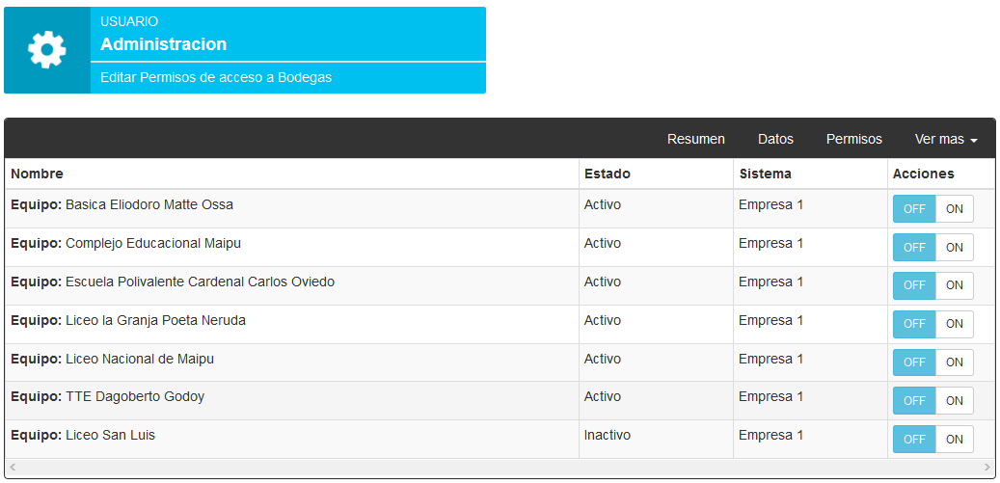 USUARIO
Administracion
Editar Permisos de acceso a Bodegas
Resumen Datos Permisos Ver mas
Nombre Estado Sistema Acciones
Equipo: Basica Eliodoro Matte Ossa Activo Empresa 1 OFF ON
Equipo: Complejo Educacional Maipu Activo Empresa 1 OFF ON
Equipo: Escuela Polivalente Cardenal Carlos Oviedo Activo Empresa 1 OFF ON
Equipo: Liceo la Granja Poeta Neruda Activo Empresa 1 OFF ON
Equipo: Liceo Nacional de Maipu Activo Empresa 1 OFF ON
Equipo: TTE Dagoberto Godoy Activo Empresa 1 OFF ON
Equipo: Liceo San Luis Inactivo Empresa 1 OFF ON